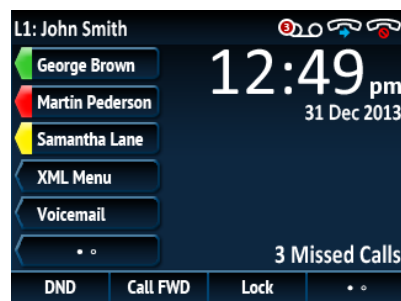 L1: John Smith
3
George Brown
12:49 pm
Martin Pederson
31 Dec 2013
Samantha Lane
XML Menu
Voicemail
3 Missed Calls
DND Call FWD Lock